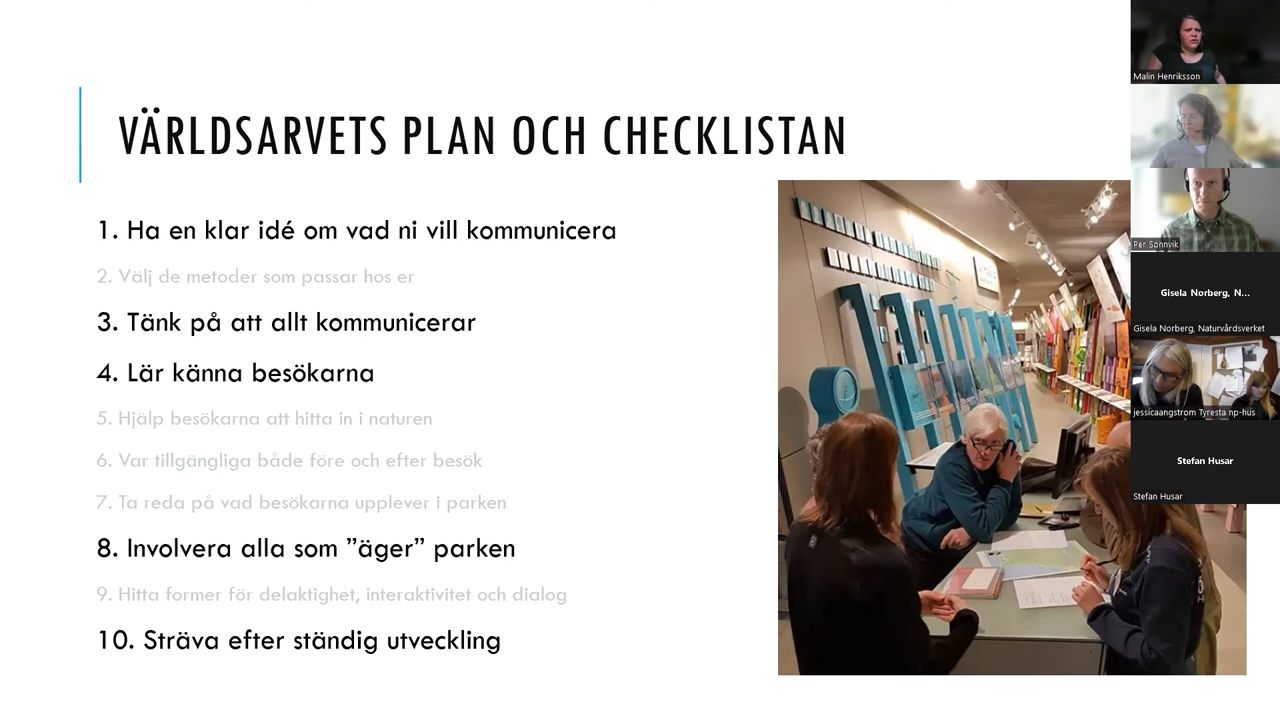 VÄRLDSARVETS PLAN OCH CHECKLISTAN
1. Ha en klar idé om vad ni vill kommunicera
2. Välj de metoder som passar hos er
3. Tänk på att allt kommunicerar
4. Lär känna besökarna
5. Hjälp besökarna att hitta in i naturen
6. Var tillgängliga både före och efter besök
7. Ta reda på vad besökarna upplever i parken
8. Involvera alla som ”äger” parken
9. Hitta former för delaktighet, interaktivitet och dialog
10. Sträva efter ständig utveckling
Malin Henriksson
Per Sonnvik
Gisela Norberg, N...
Gisela Norberg, Naturvårdsverket
jessicaangstrom Tyresta np-hus
Stefan Husar
Stefan Husar